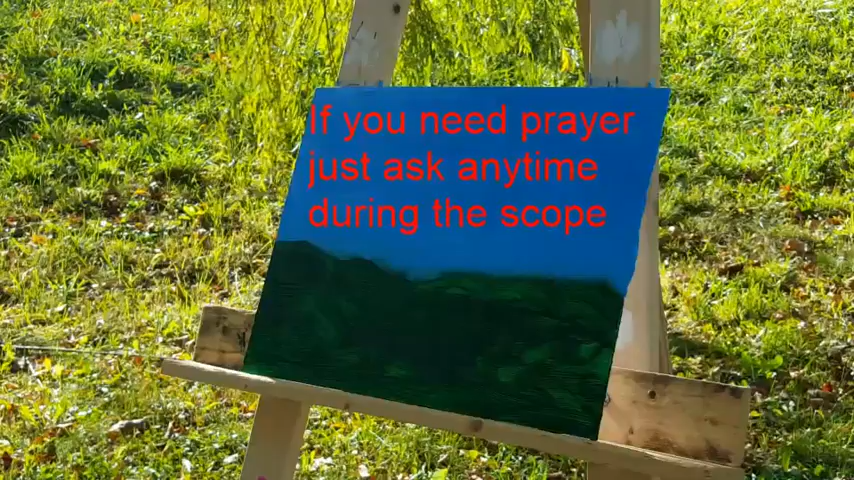 If you need prayer
just ask anytime
during the scope